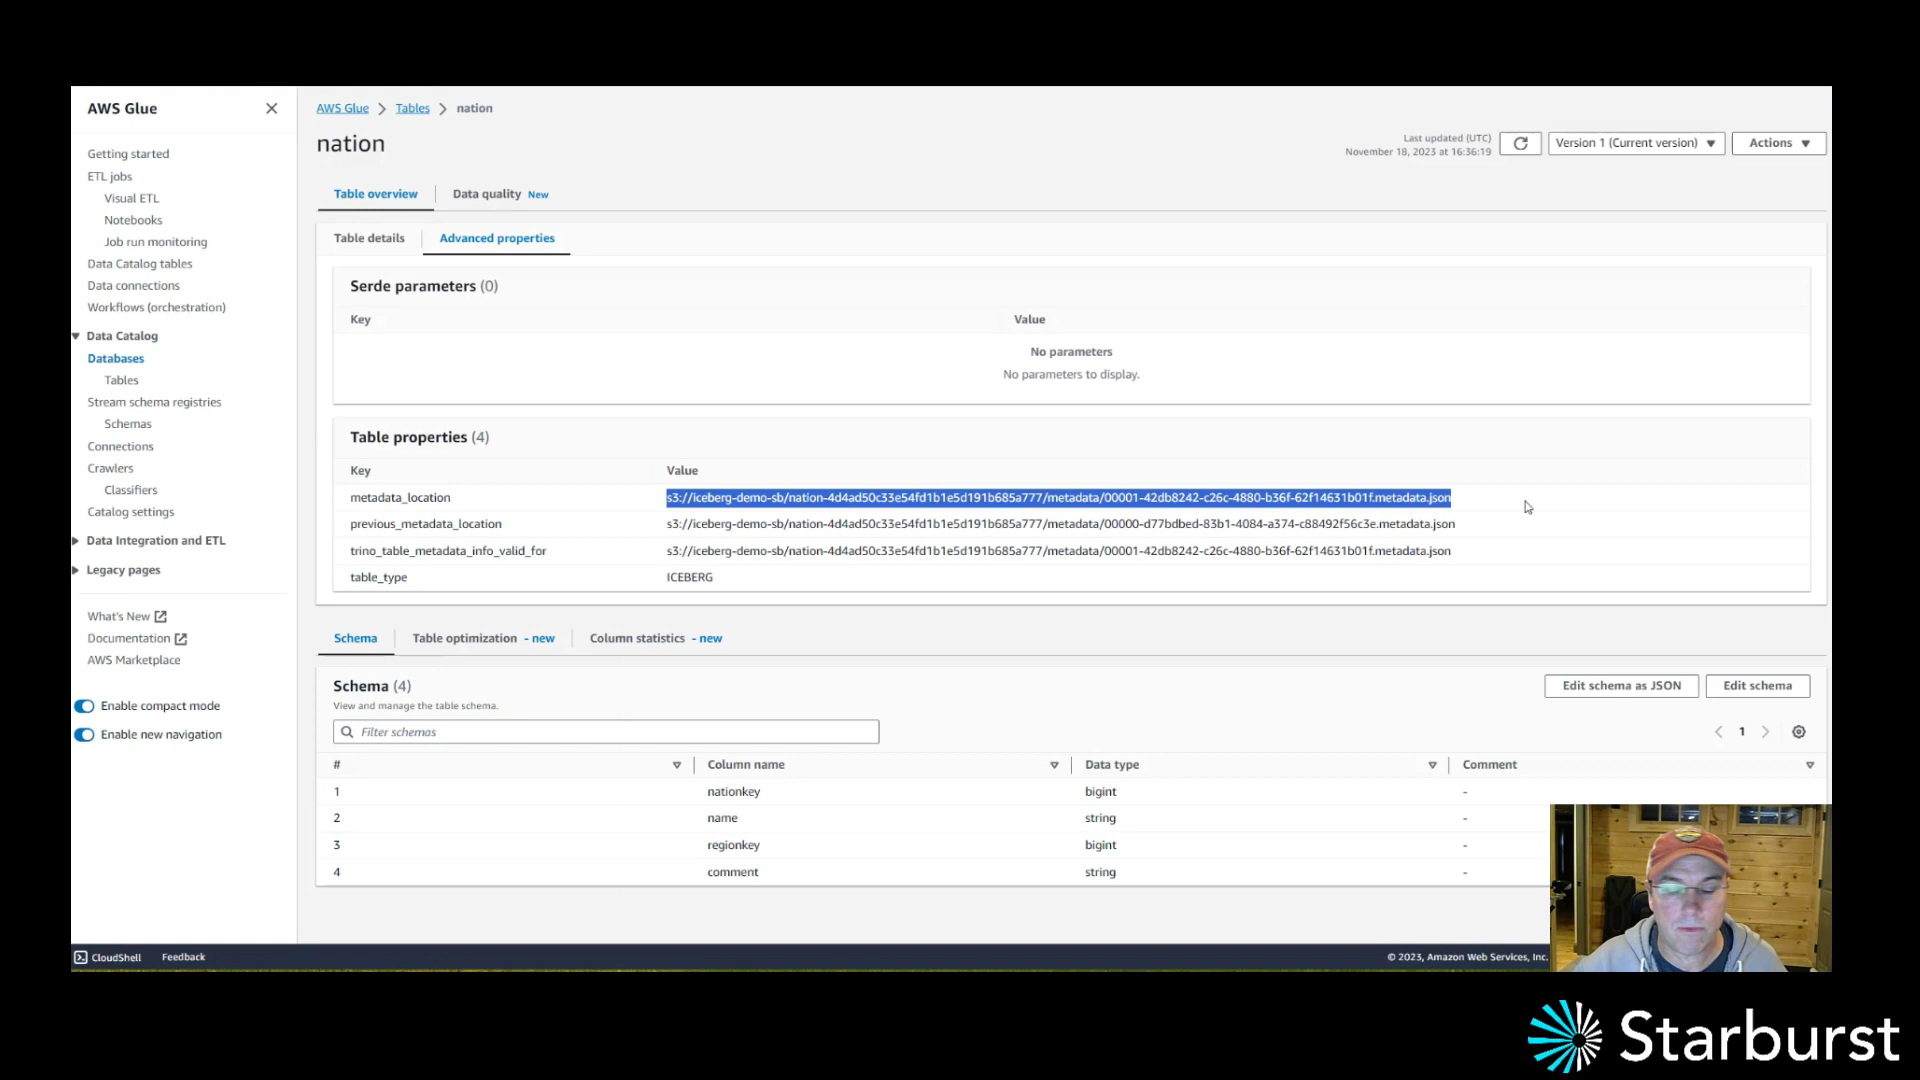 AWS Glue
Getting started
ETL jobs
Visual ETL
Notebooks
Job run monitoring
Data Catalog tables
Data connections
Workflows (orchestration)
Data Catalog
Databases
Tables
Stream schema registries
Schemas
Connections
Crawlers
Classifiers
Catalog settings
Data Integration and ETL
Legacy pages
What's New
Documentation
AWS Marketplace
Enable compact mode
Enable new navigation
AWS Glue > Tables > nation
nation
Last updated (UTC)
November 18, 2023 at 16:36:19
Version 1 (Current version)
Actions
Table overview
Data quality New
Table details
Advanced properties
Serde parameters (0)
Key Value
No parameters
No parameters to display.
Table properties (4)
Key Value
metadata_location s3://iceberg-demo-sb/nation-4d4ad50c33e54fd1b1e5d191b685a777/metadata/00001-42db8242-c26c-4880-b36f-62f14631b01f.metadata.json
previous_metadata_location s3://iceberg-demo-sb/nation-4d4ad50c33e54fd1b1e5d191b685a777/metadata/00000-d77bdbed-83b1-4084-a374-c88492f56c3e.metadata.json
trino_table_metadata_info_valid_for s3://iceberg-demo-sb/nation-4d4ad50c33e54fd1b1e5d191b685a777/metadata/00001-42db8242-c26c-4880-b36f-62f14631b01f.metadata.json
table_type ICEBERG
Schema
Table optimization - new
Column statistics - new
Schema (4)
View and manage the table schema.
Edit schema as JSON
Edit schema
Filter schemas
1
# Column name Data type Comment
1 nationkey bigint -
2 name string -
3 regionkey bigint -
4 comment string -
CloudShell Feedback
© 2023, Amazon Web Services, Inc.
Starburst